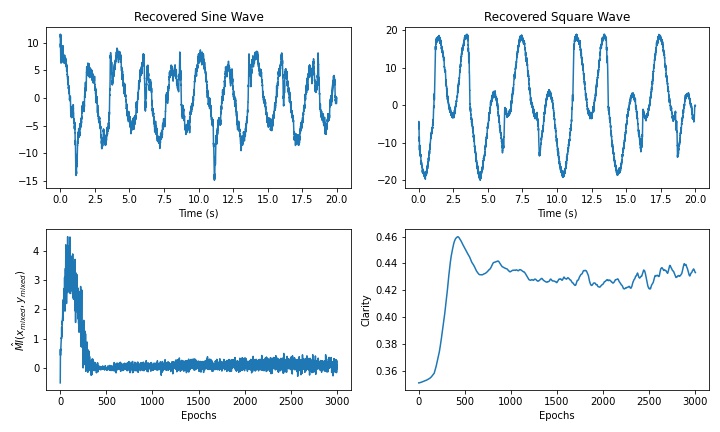 Recovered Sine Wave
10
5
0
−5
−10
−15
0.0 2.5 5.0 7.5 10.0 12.5 15.0 17.5 20.0
Time (s)
Recovered Square Wave
20
10
0
−10
−20
0.0 2.5 5.0 7.5 10.0 12.5 15.0 17.5 20.0
Time (s)
M̂I(x_mixed, y_mixed)
4
3
2
1
0
0 500 1000 1500 2000 2500 3000
Epochs
Clarity
0.46
0.44
0.42
0.40
0.38
0.36
0 500 1000 1500 2000 2500 3000
Epochs